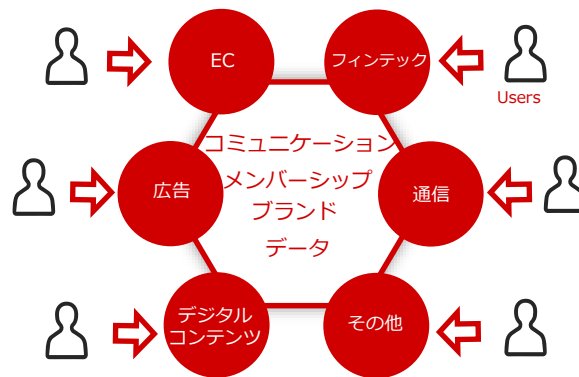 EC
フィンテック
Users
コミュニケーション
メンバーシップ
ブランド
データ
広告
通信
デジタル
コンテンツ
その他